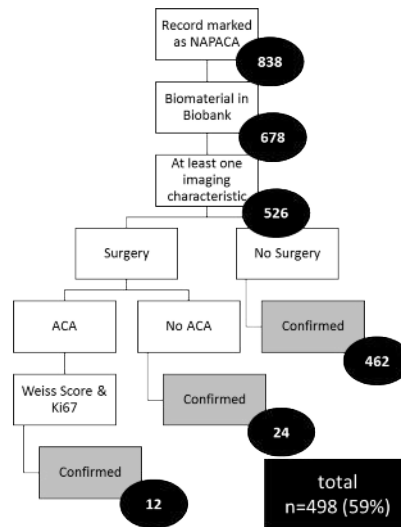 Record marked
as NAPACA
838
Biomaterial in
Biobank
678
At least one
imaging
characteristic
526
Surgery
No Surgery
ACA
No ACA
Confirmed
462
Weiss Score &
Ki67
Confirmed
24
Confirmed
12
total
n=498 (59%)